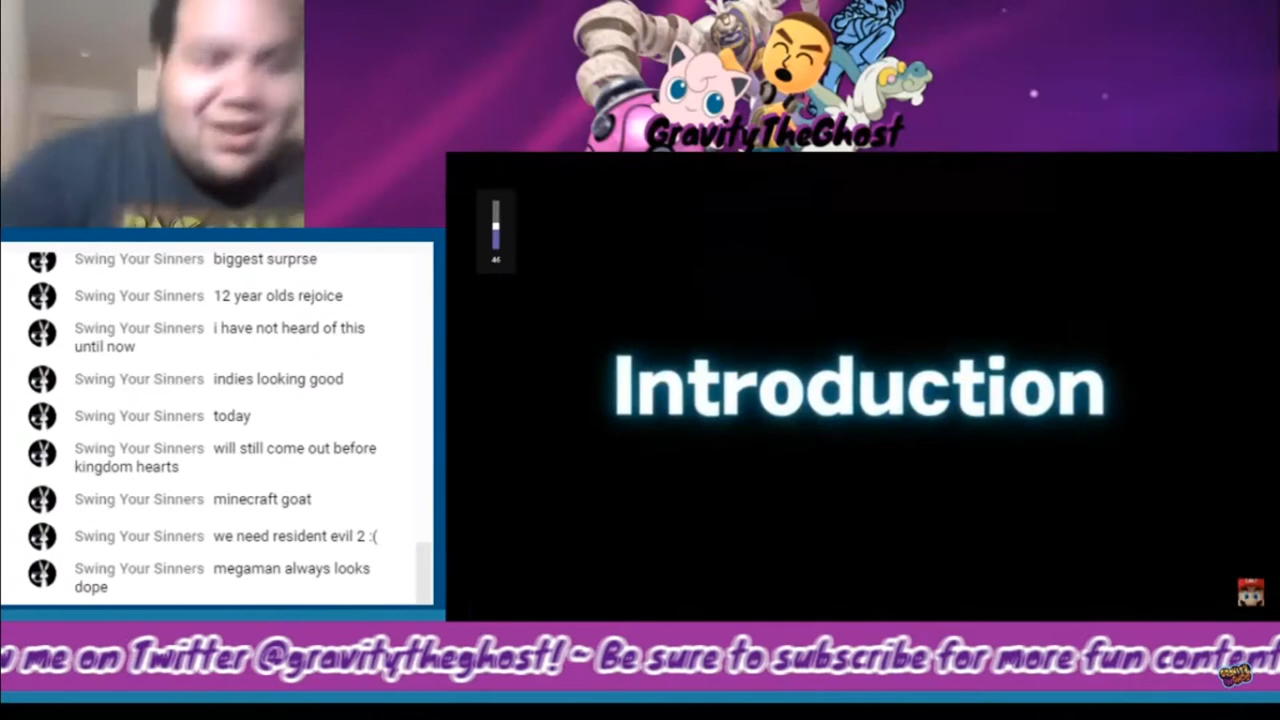 GravityTheGhost
46
Introduction
Swing Your Sinners biggest surprse
Swing Your Sinners 12 year olds rejoice
Swing Your Sinners i have not heard of this
until now
Swing Your Sinners indies looking good
Swing Your Sinners today
Swing Your Sinners will still come out before
kingdom hearts
Swing Your Sinners minecraft goat
Swing Your Sinners we need resident evil 2 :(
Swing Your Sinners megaman always looks
dope
w me on Twitter @gravitytheghost! - Be sure to subscribe for more fun content